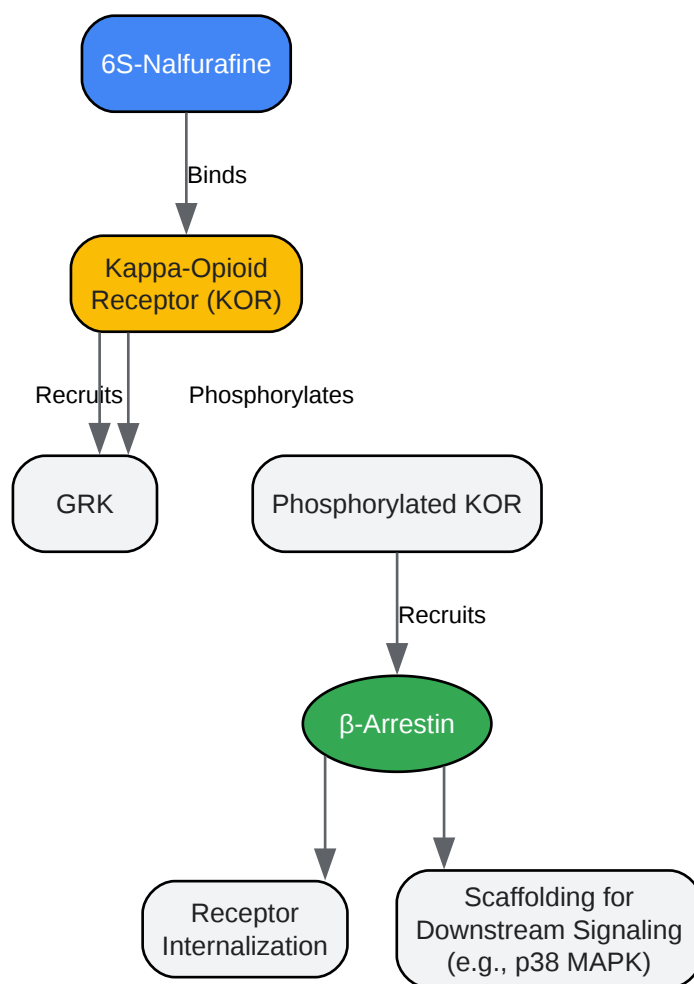 6S-Nalfurafine
Binds
Kappa-Opioid
Receptor (KOR)
Recruits
Phosphorylates
GRK
Phosphorylated KOR
Recruits
β-Arrestin
Receptor
Internalization
Scaffolding for
Downstream Signaling
(e.g., p38 MAPK)